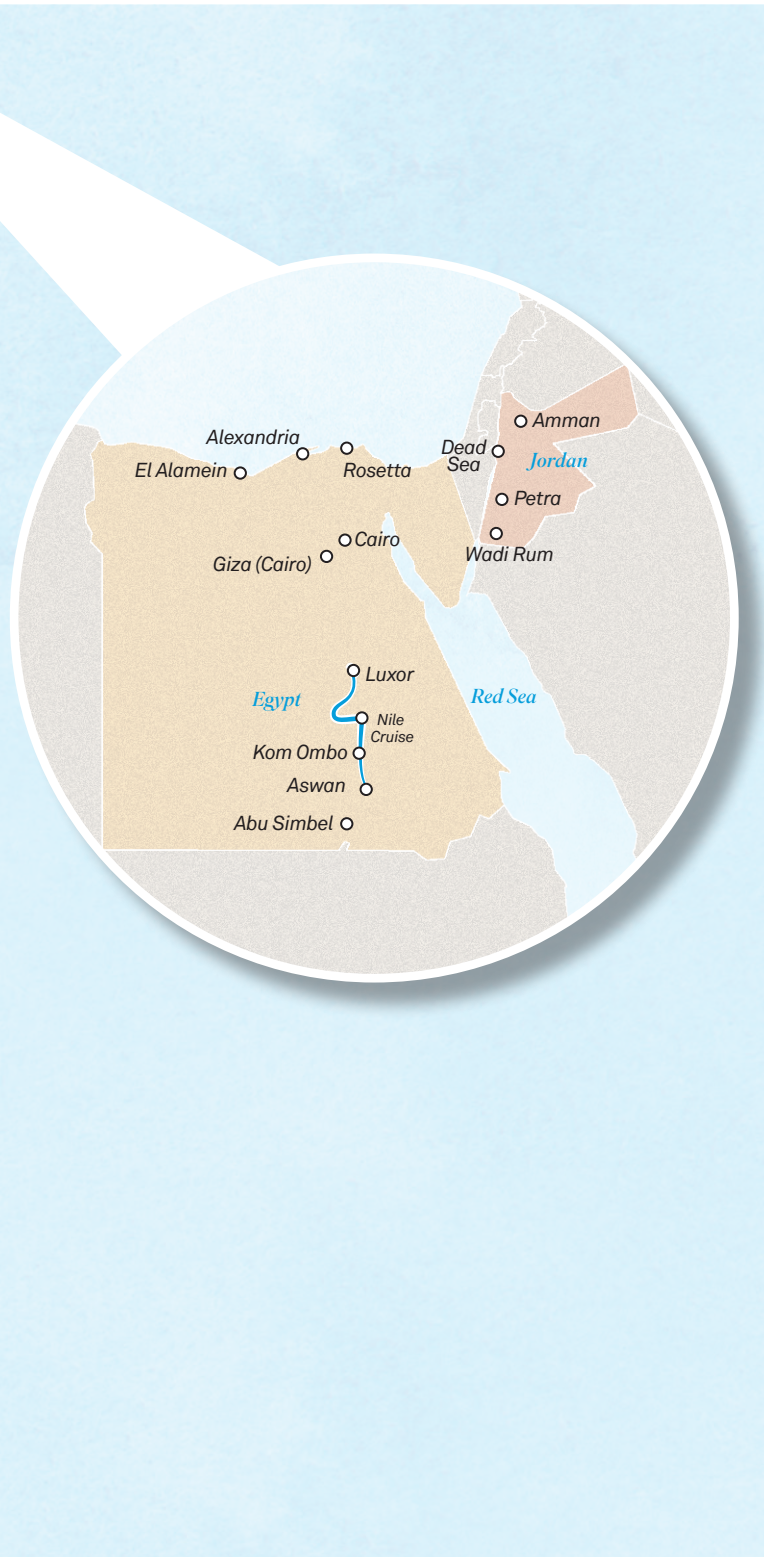 Amman
Alexandria
Dead
Sea
Jordan
El Alamein
Rosetta
Petra
Cairo
Wadi Rum
Giza (Cairo)
Luxor
Egypt
Red Sea
Nile
Cruise
Kom Ombo
Aswan
Abu Simbel